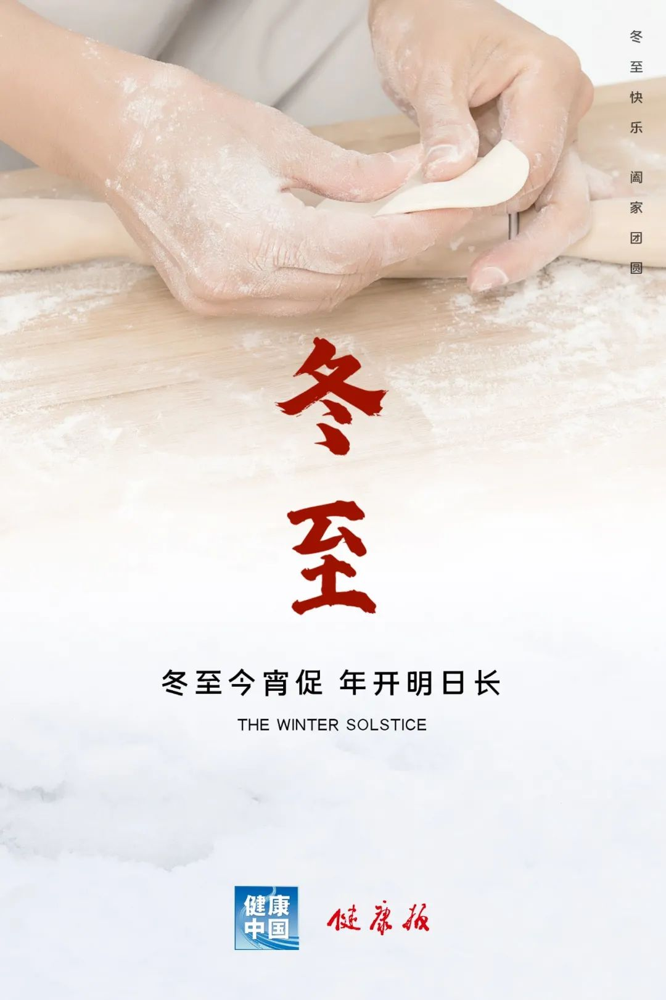 冬至快乐 阖家团圆
冬至
冬至今宵促 年开明日长
THE WINTER SOLSTICE
健康
中国
健康报